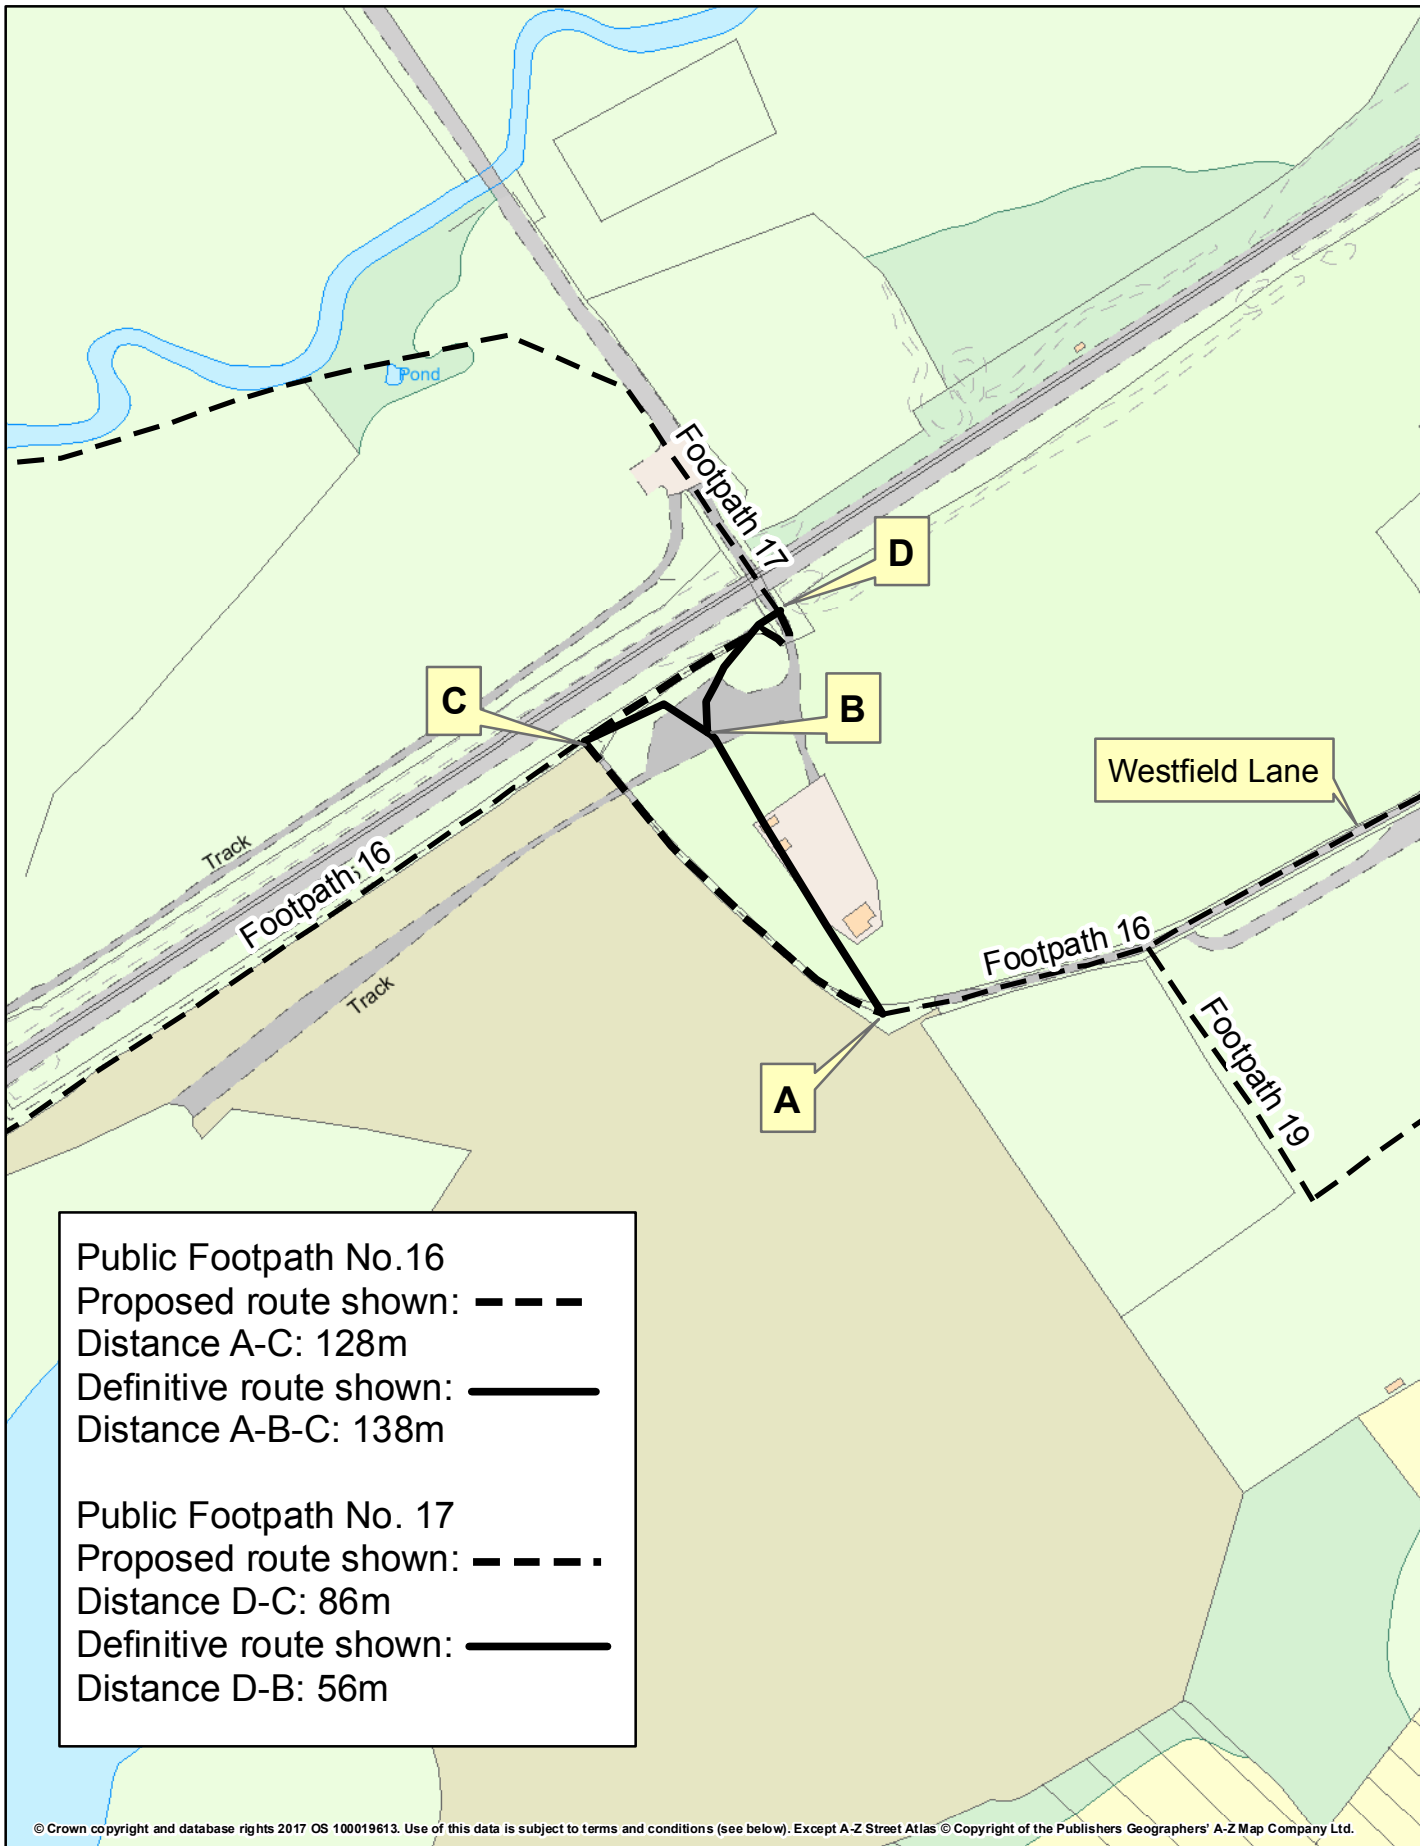 Pond
Footpath 17
D
C
B
Westfield Lane
Track
Footpath 16
Footpath 16
Track
Footpath 19
A
Public Footpath No.16
Proposed route shown:
Distance A-C: 128m
Definitive route shown:
Distance A-B-C: 138m
Public Footpath No. 17
Proposed route shown:
Distance D-C: 86m
Definitive route shown:
Distance D-B: 56m
© Crown copyright and database rights 2017 OS 100019613. Use of this data is subject to terms and conditions (see below). Except A-Z Street Atlas © Copyright of the Publishers Geographers' A-Z Map Company Ltd.